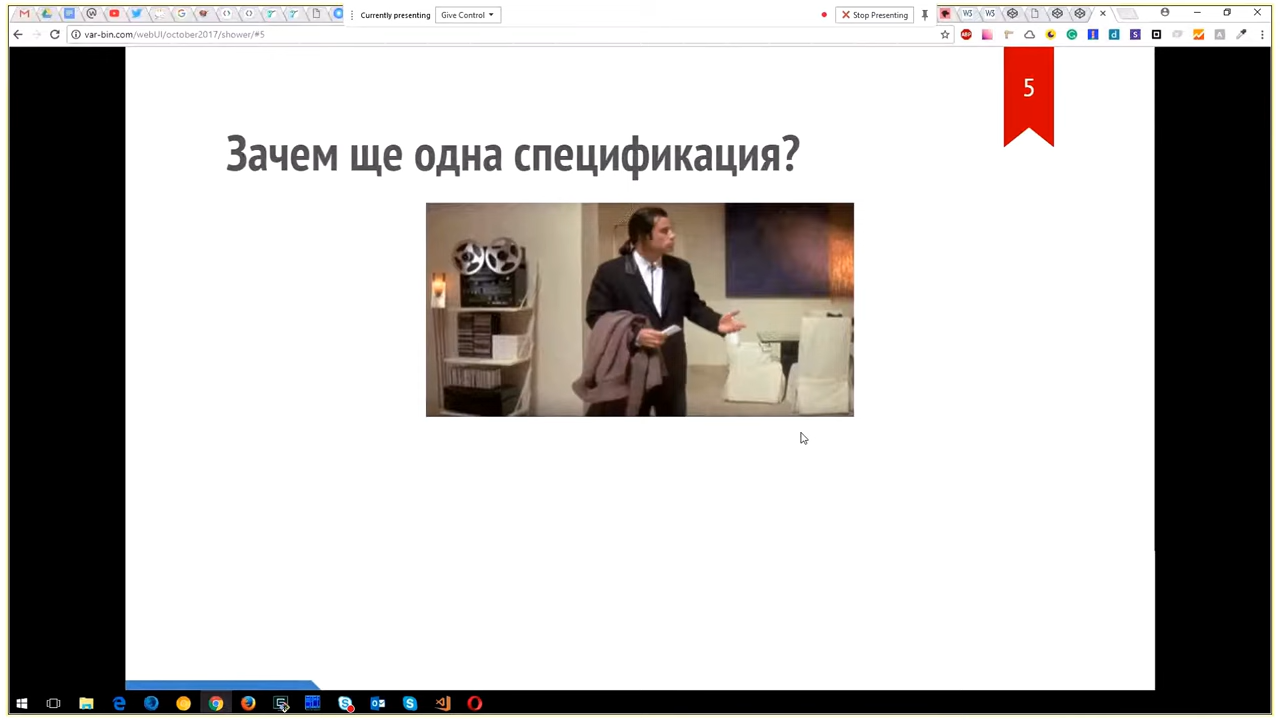 Currently presenting
Give Control
Stop Presenting
var-bin.com/webUI/october2017/shower/#5
5
Зачем ще одна спецификация?